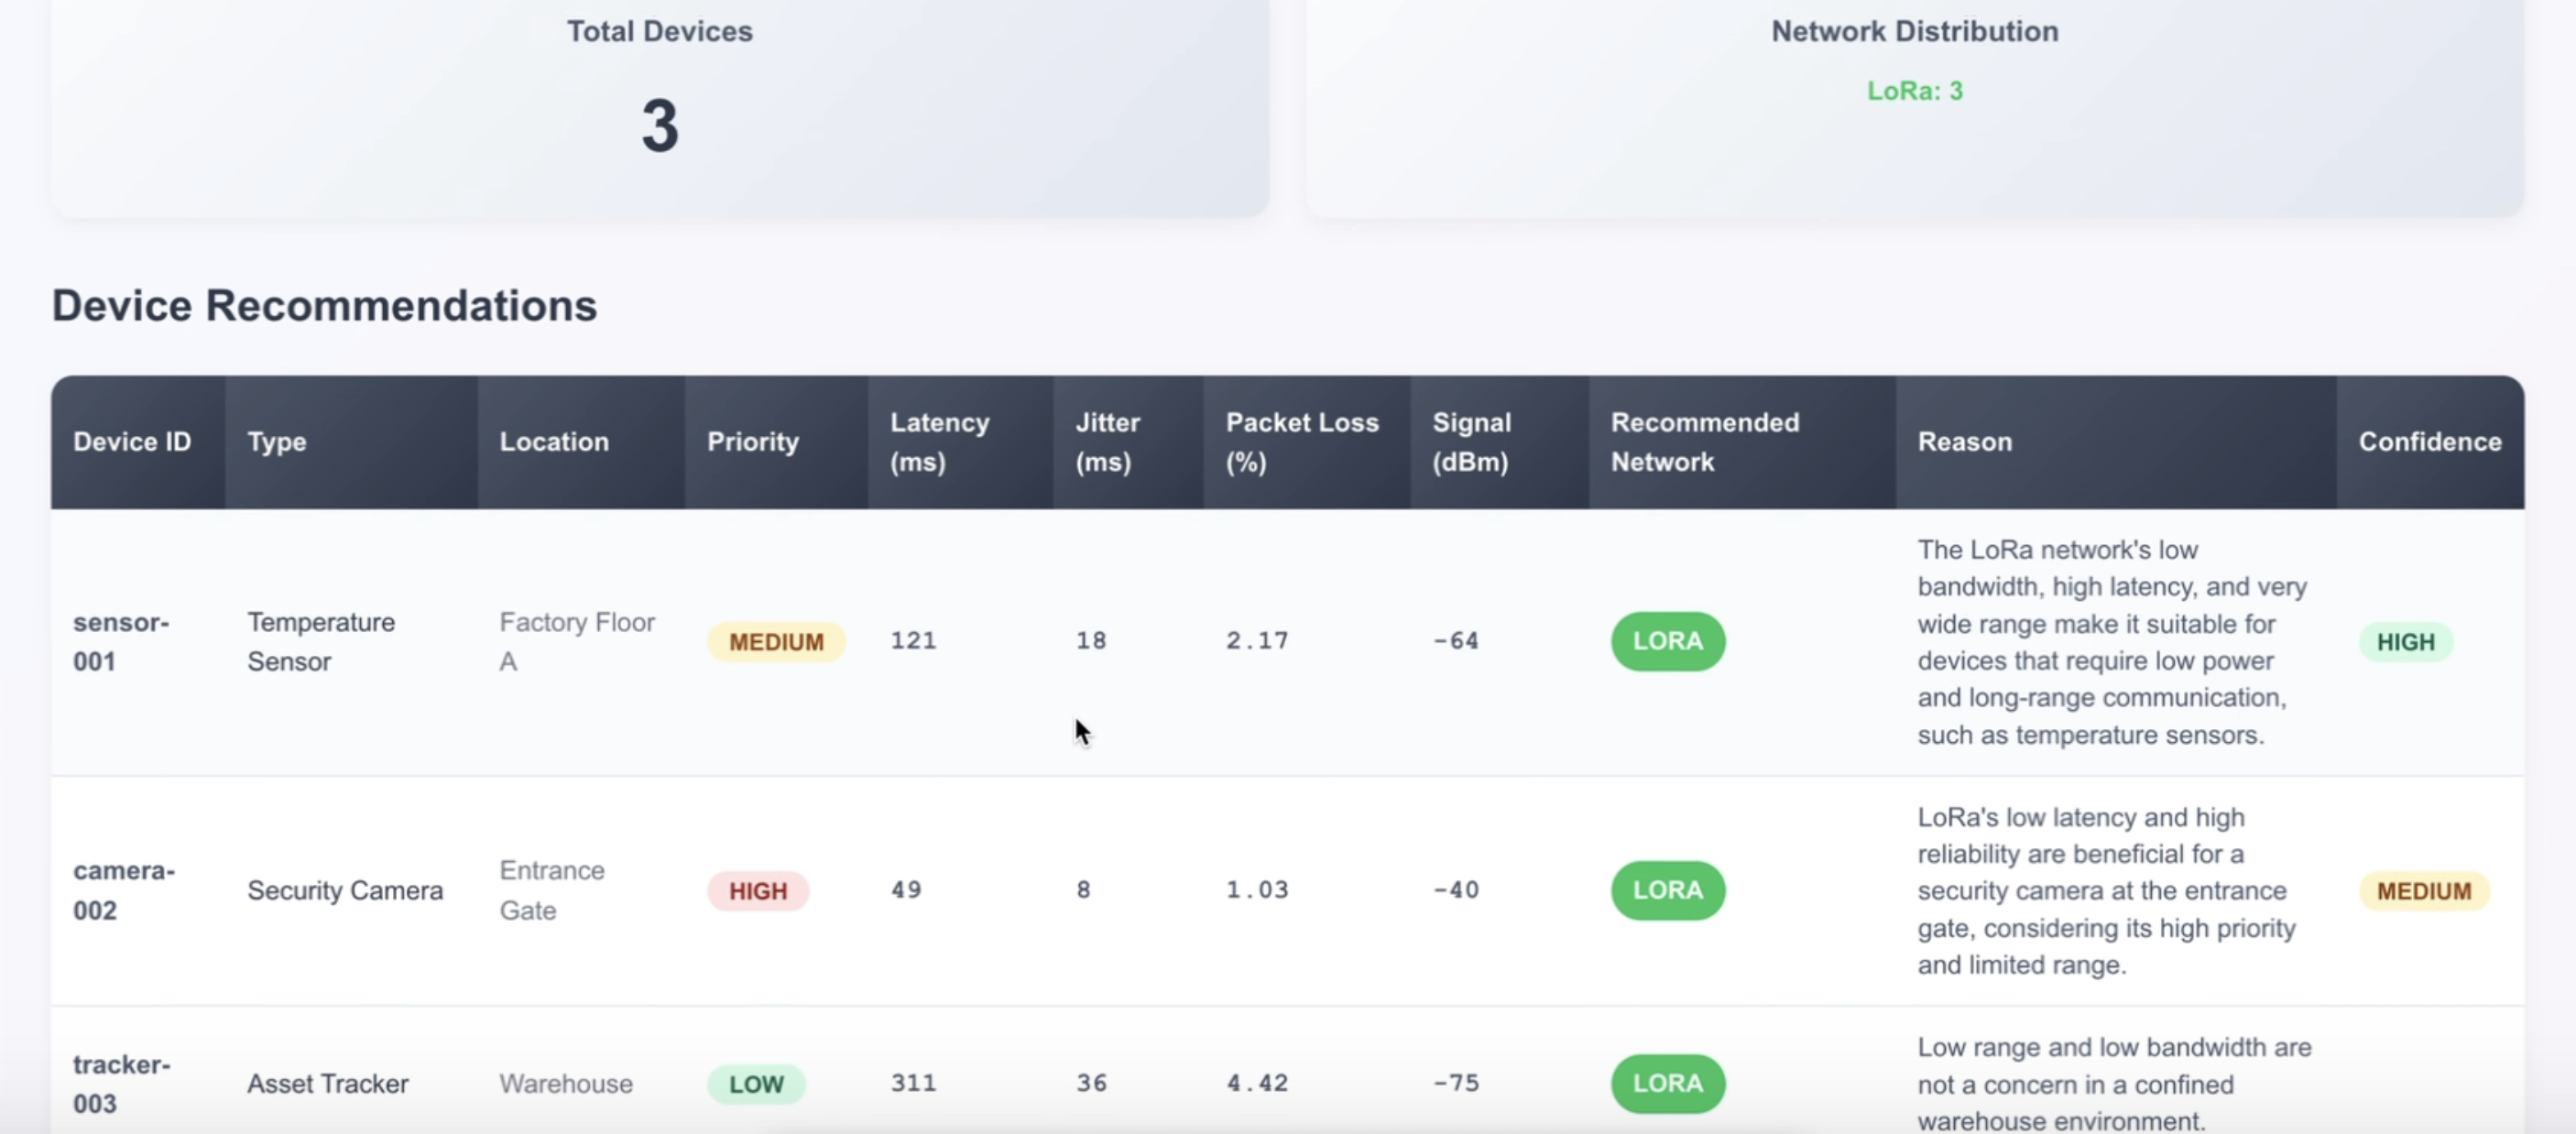 Total Devices
3
Network Distribution
LoRa: 3
Device Recommendations
Device ID
Type
Location
Priority
Latency
(ms)
Jitter
(ms)
Packet Loss
(%)
Signal
(dBm)
Recommended
Network
Reason
Confidence
sensor-
001
Temperature
Sensor
Factory Floor
A
MEDIUM
121
18
2.17
-64
LORA
The LoRa network's low
bandwidth, high latency, and very
wide range make it suitable for
devices that require low power
and long-range communication,
such as temperature sensors.
HIGH
camera-
002
Security Camera
Entrance
Gate
HIGH
49
8
1.03
-40
LORA
LoRa's low latency and high
reliability are beneficial for a
security camera at the entrance
gate, considering its high priority
and limited range.
MEDIUM
tracker-
003
Asset Tracker
Warehouse
LOW
311
36
4.42
-75
LORA
Low range and low bandwidth are
not a concern in a confined
warehouse environment.